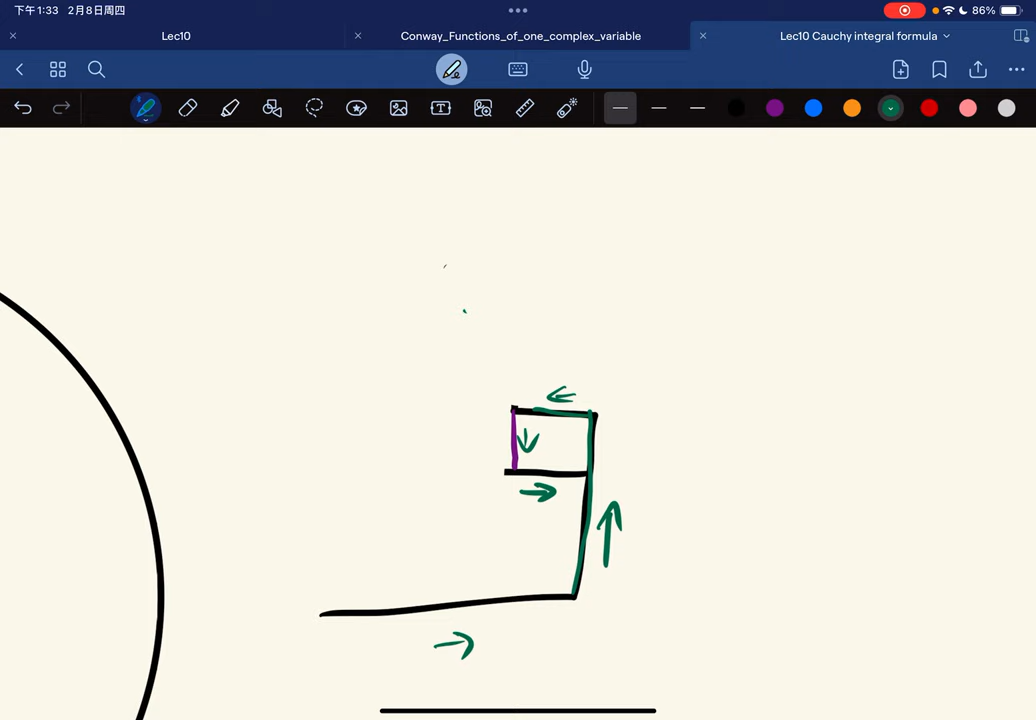 下午1:33 2月8日周四
86%
Lec10
Conway_Functions_of_one_complex_variable
Lec10 Cauchy integral formula